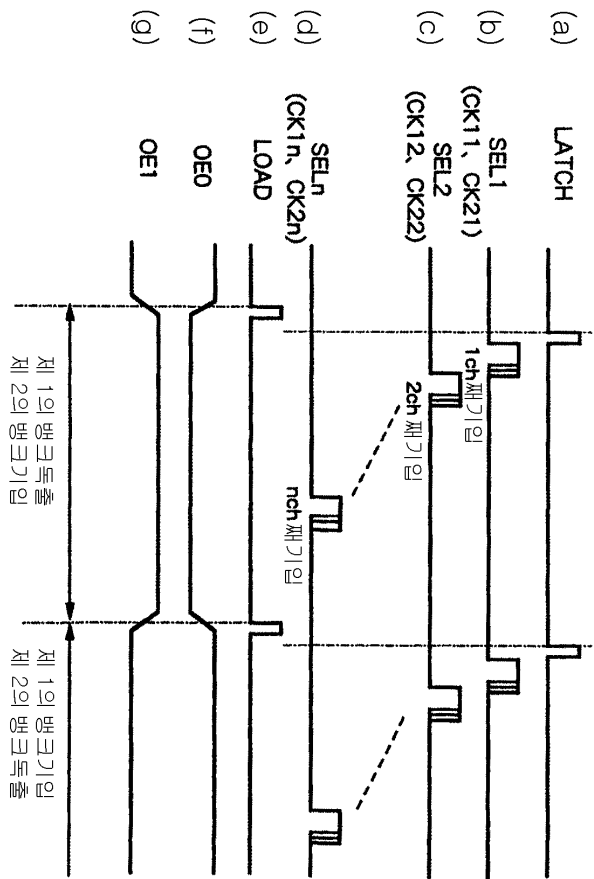 (a) LATCH
(b) SEL1
(CK11、CK21)
1ch째기입
(c) SEL2
(CK12、CK22)
2ch째기입
(d) SELn
(CK1n、CK2n)
nch째기입
(e) LOAD
(f) OE0
(g) OE1
제 1의뱅크독출
제 2의뱅크기입
제 1의뱅크기입
제 2의뱅크독출